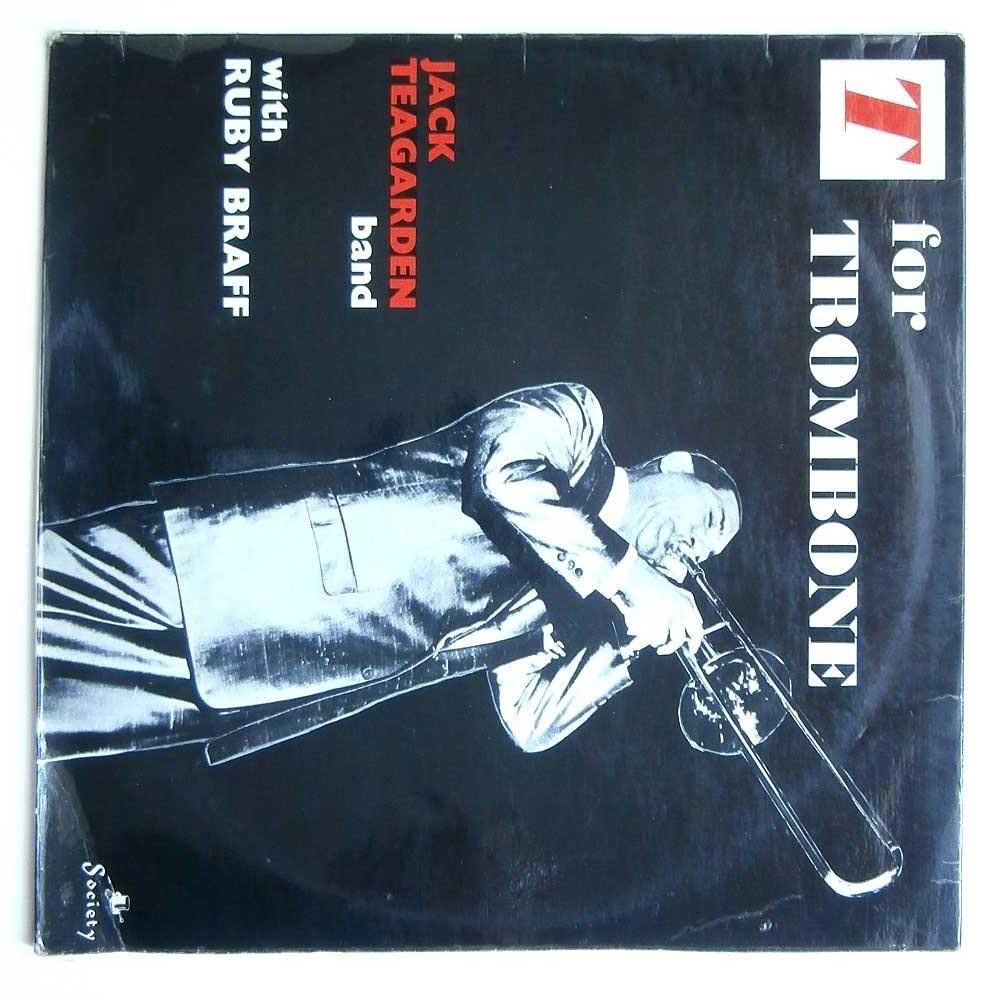 T
for
TROMBONE
JACK
TEAGARDEN
band
with
RUBY BRAFF
Society